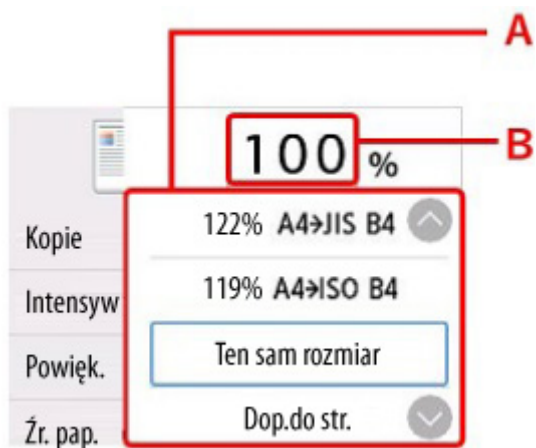 A
100 %
B
122% A4→JIS B4
Kopie
119% A4→ISO B4
Intensyw
Ten sam rozmiar
Powięk.
Dop.do str.
Źr. pap.